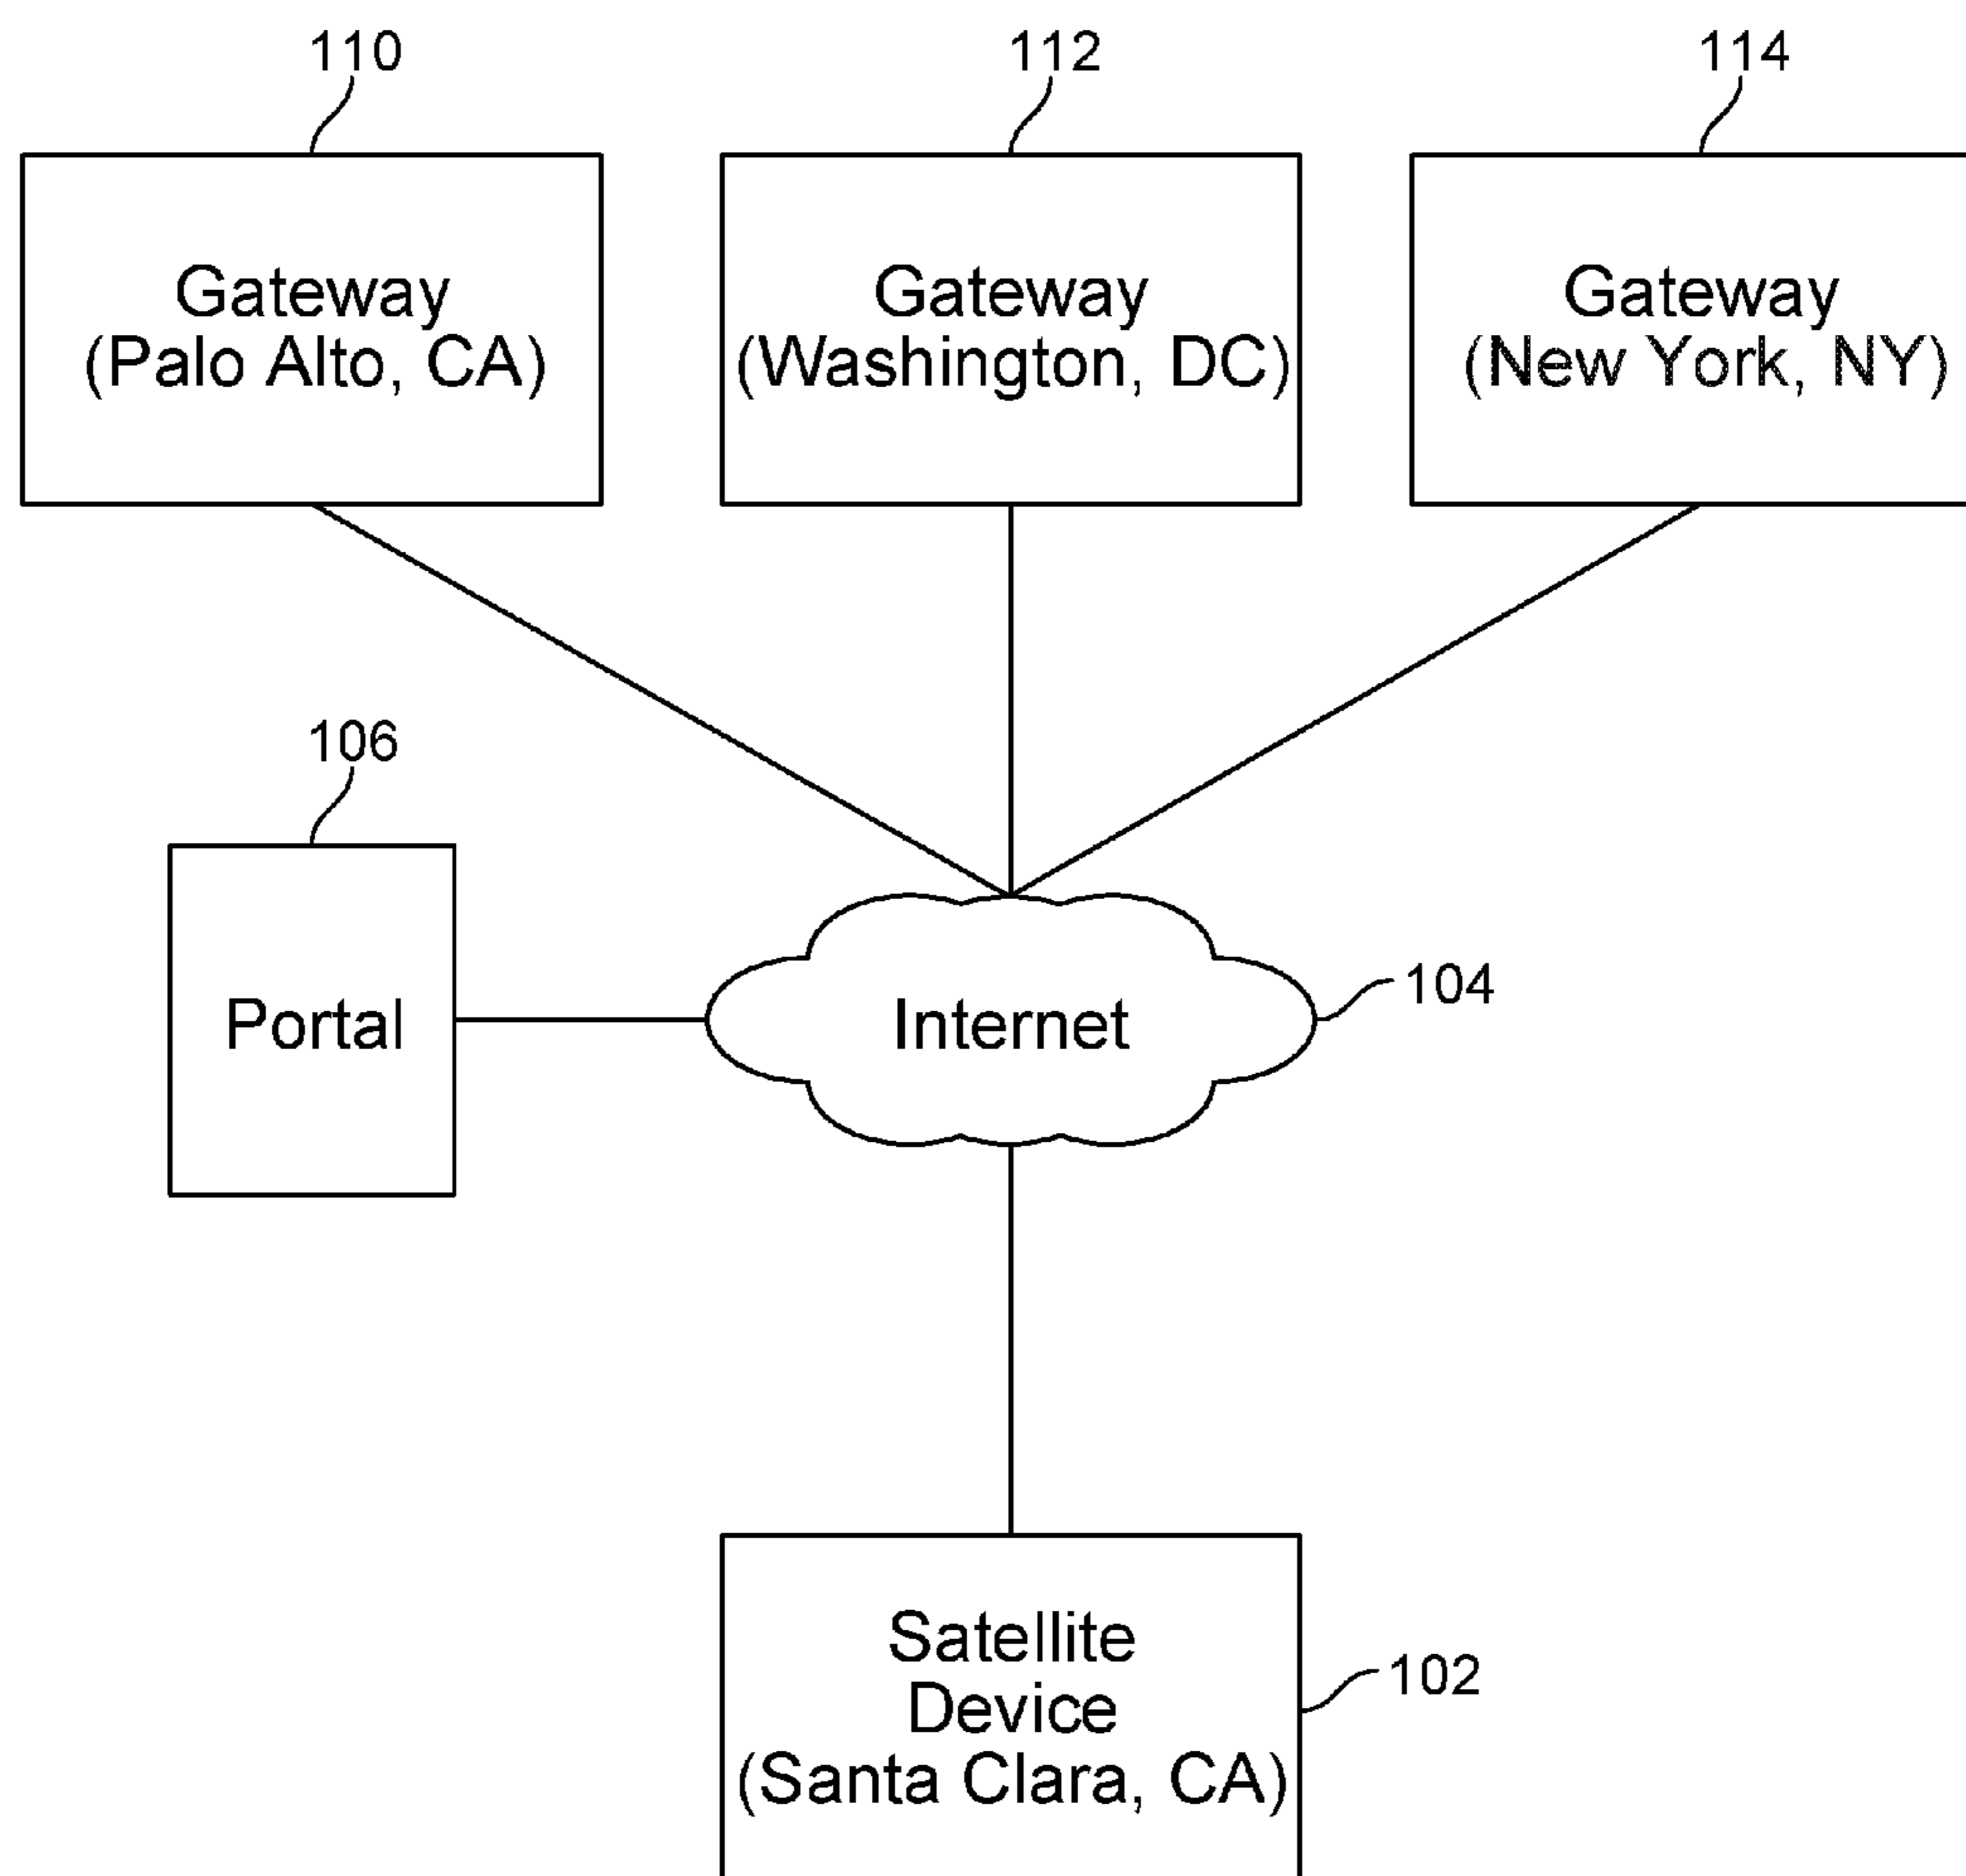 110
112
114
Gateway
(Palo Alto, CA)
Gateway
(Washington, DC)
Gateway
(New York, NY)
106
Portal
Internet
104
Satellite
Device
(Santa Clara, CA)
102